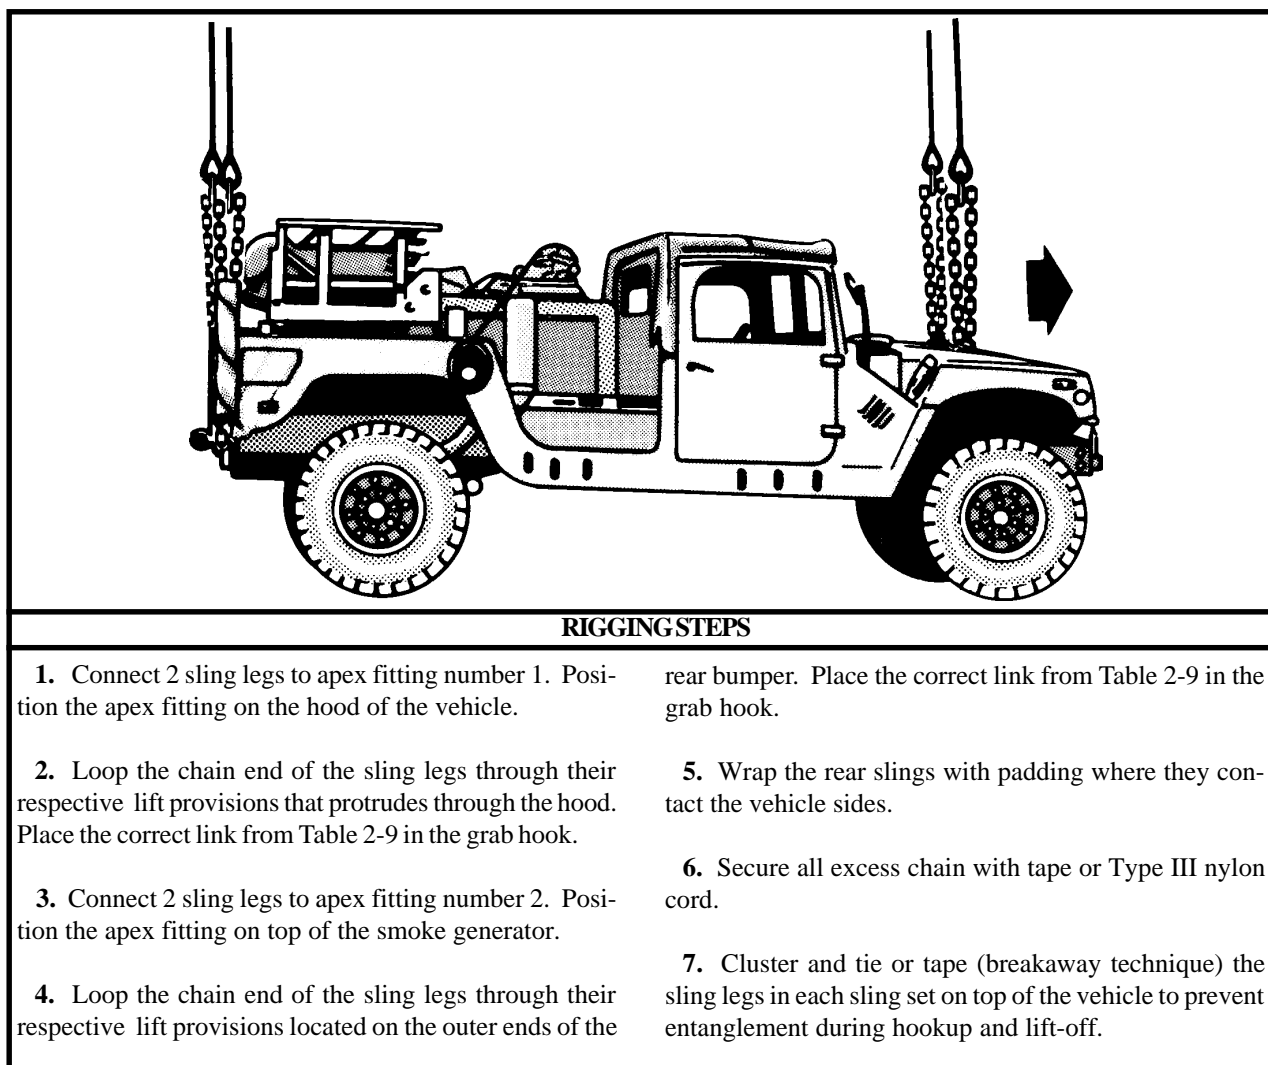 RIGGING STEPS
1. Connect 2 sling legs to apex fitting number 1. Posi-
tion the apex fitting on the hood of the vehicle.
2. Loop the chain end of the sling legs through their
respective lift provisions that protrudes through the hood.
Place the correct link from Table 2-9 in the grab hook.
3. Connect 2 sling legs to apex fitting number 2. Posi-
tion the apex fitting on top of the smoke generator.
4. Loop the chain end of the sling legs through their
respective lift provisions located on the outer ends of the
rear bumper. Place the correct link from Table 2-9 in the
grab hook.
5. Wrap the rear slings with padding where they con-
tact the vehicle sides.
6. Secure all excess chain with tape or Type III nylon
cord.
7. Cluster and tie or tape (breakaway technique) the
sling legs in each sling set on top of the vehicle to prevent
entanglement during hookup and lift-off.